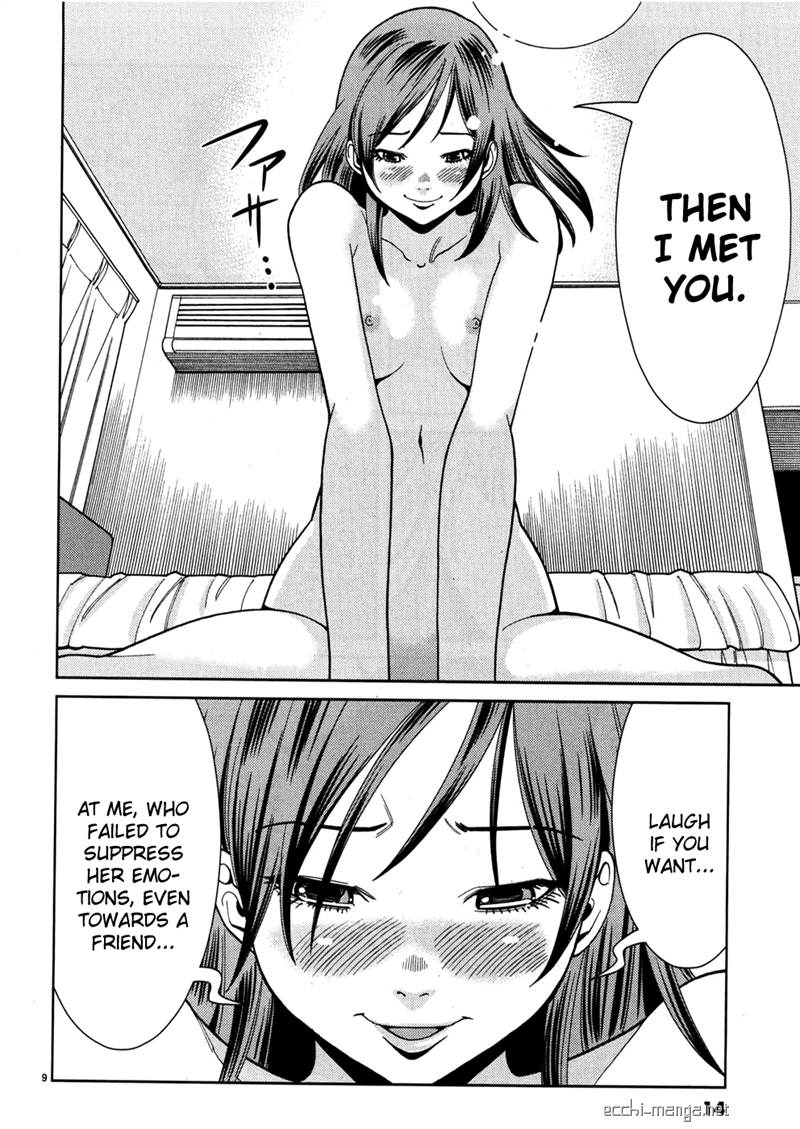 THEN
I MET
YOU.
ファサ…
LAUGH
IF YOU
WANT...
AT ME, WHO
FAILED TO
SUPPRESS
HER EMO-
TIONS, EVEN
TOWARDS A
FRIEND...
9
14
ecchi-manga.net